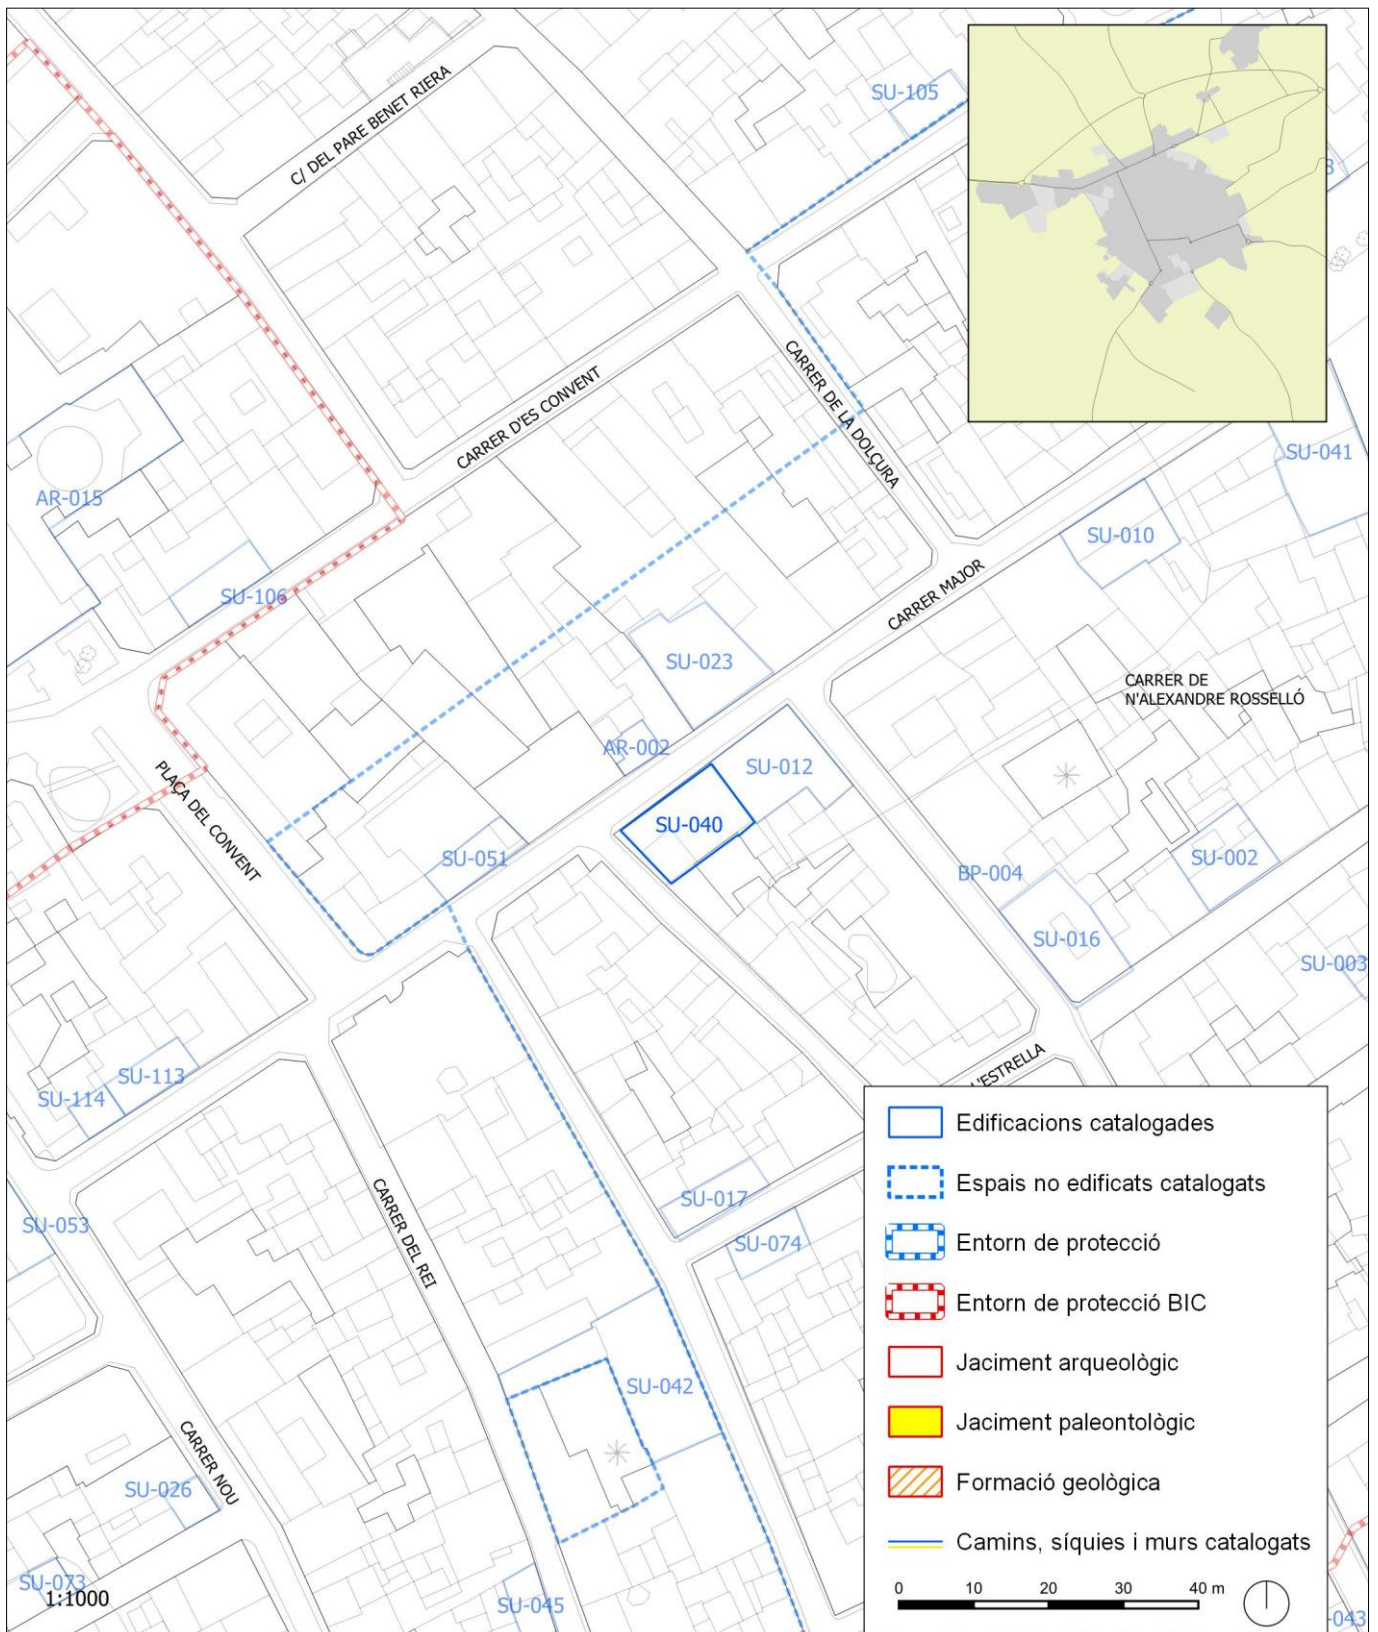 SU-105
C/ DEL PARE BENET RIERA
CARRER DE LA DOLÇURA
CARRER D'ES CONVENT
SU-041
AR-015
SU-010
SU-106
CARRER MAJOR
SU-023
CARRER DE
N'ALEXANDRE ROSSELLÓ
AR-002
SU-012
PLAÇA DEL CONVENT
SU-040
SU-051
SU-002
BP-004
SU-016
SU-003
L'ESTRELLA
SU-113
SU-114
SU-017
SU-053
CARRER DEL REI
SU-074
SU-042
CARRER NOU
SU-026
SU-073
1:1000
SU-045
Edificacions catalogades
Espais no edificats catalogats
Entorn de protecció
Entorn de protecció BIC
Jaciment arqueològic
Jaciment paleontològic
Formació geològica
Camins, síquies i murs catalogats
0 10 20 30 40 m
-043